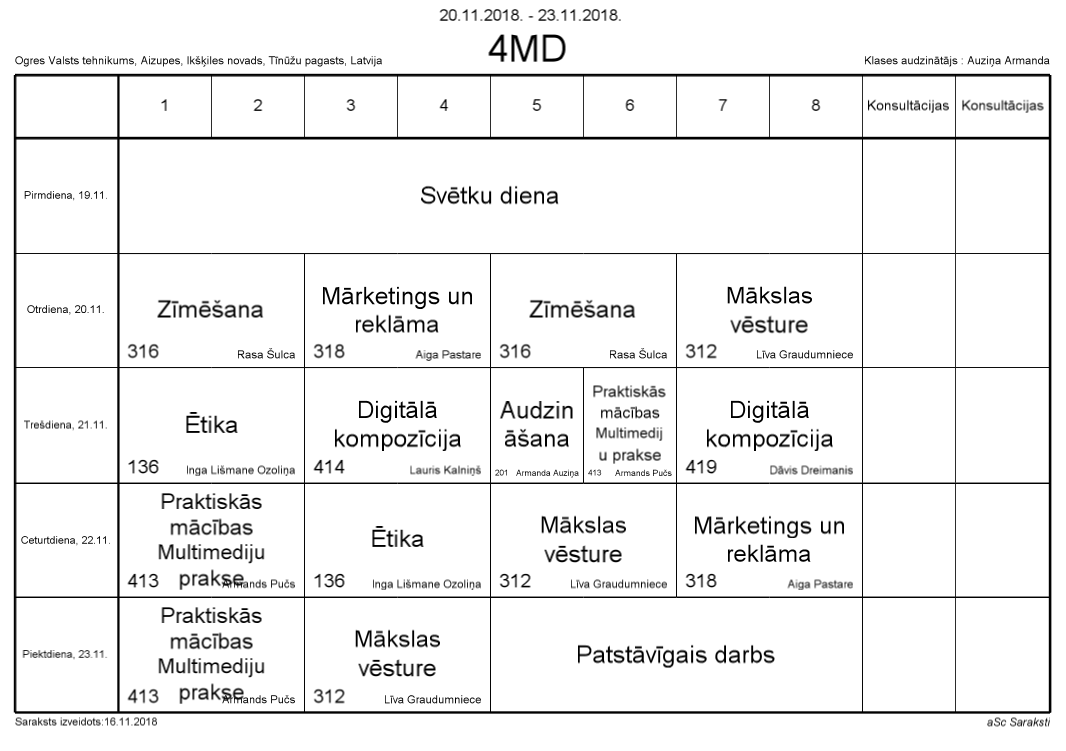 20.11.2018. - 23.11.2018.
4MD
Ogres Valsts tehnikums, Aizupes, Ikšķiles novads, Tīnūžu pagasts, Latvija
Klases audzinātājs : Auziņa Armanda
1 2 3 4 5 6 7 8 Konsultācijas Konsultācijas
Pirmdiena, 19.11.
Svētku diena
Otrdiena, 20.11.
Zīmēšana
316 Rasa Šulca
Mārketings un
reklāma
318 Aiga Pastare
Zīmēšana
316 Rasa Šulca
Mākslas
vēsture
312 Līva Graudumniece
Trešdiena, 21.11.
Ētika
136 Inga Lišmane Ozoliņa
Digitālā
kompozīcija
414 Lauris Kalniņš
Audzin
āšana
201 Armanda Auziņa
Praktiskās
mācības
Multimedij
u prakse
413 Armands Pučs
Digitālā
kompozīcija
419 Dāvis Dreimanis
Ceturtdiena, 22.11.
Praktiskās
mācības
Multimediju
prakse
413 Armands Pučs
Ētika
136 Inga Lišmane Ozoliņa
Mākslas
vēsture
312 Līva Graudumniece
Mārketings un
reklāma
318 Aiga Pastare
Piektdiena, 23.11.
Praktiskās
mācības
Multimediju
prakse
413 Armands Pučs
Mākslas
vēsture
312 Līva Graudumniece
Patstāvīgais darbs
Saraksts izveidots:16.11.2018
aSc Saraksti